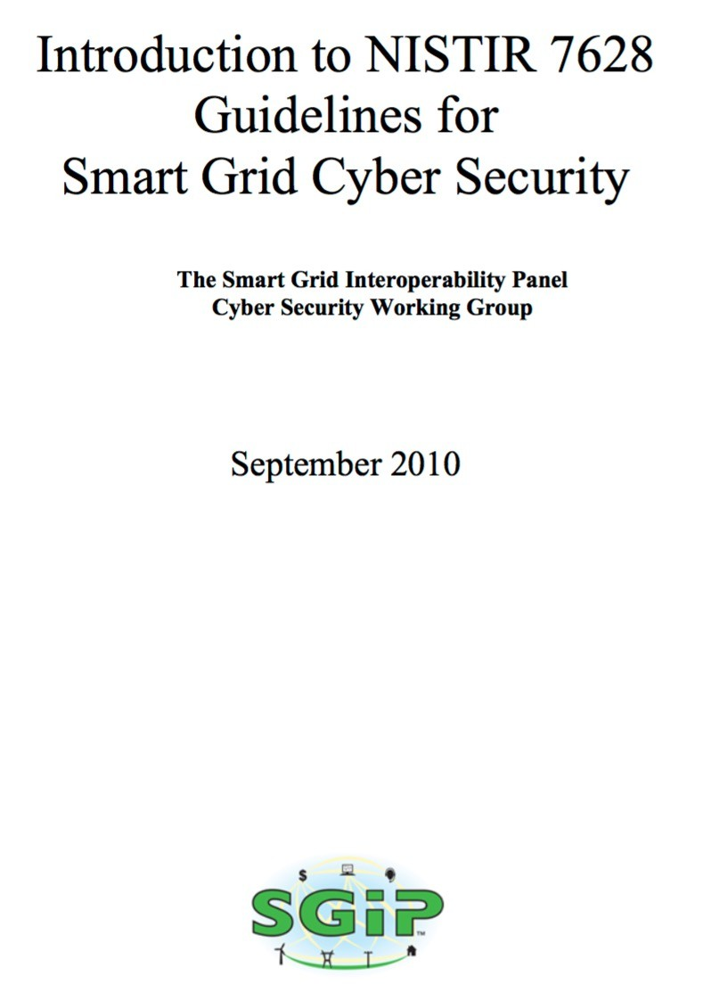 Introduction to NISTIR 7628
Guidelines for
Smart Grid Cyber Security
The Smart Grid Interoperability Panel
Cyber Security Working Group
September 2010
$
SGiP
TM